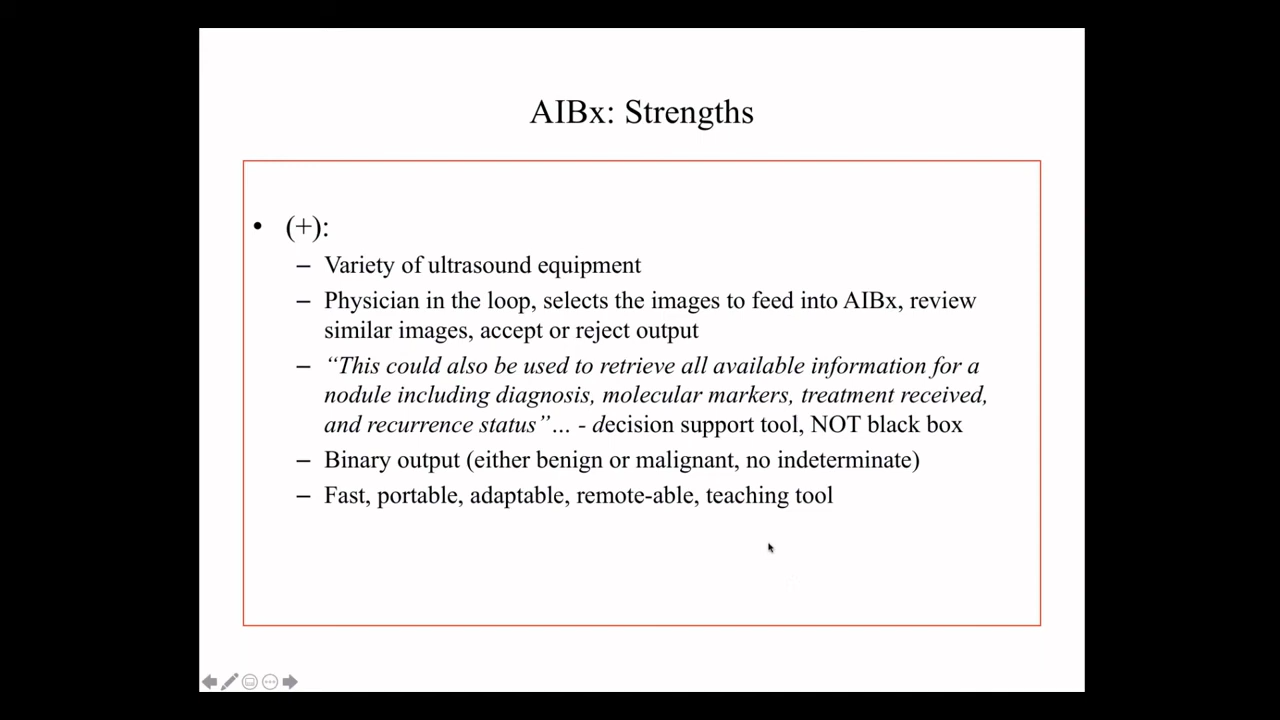 AIBx: Strengths
• (+):
– Variety of ultrasound equipment
– Physician in the loop, selects the images to feed into AIBx, review
similar images, accept or reject output
– “This could also be used to retrieve all available information for a
nodule including diagnosis, molecular markers, treatment received,
and recurrence status”... - decision support tool, NOT black box
– Binary output (either benign or malignant, no indeterminate)
– Fast, portable, adaptable, remote-able, teaching tool